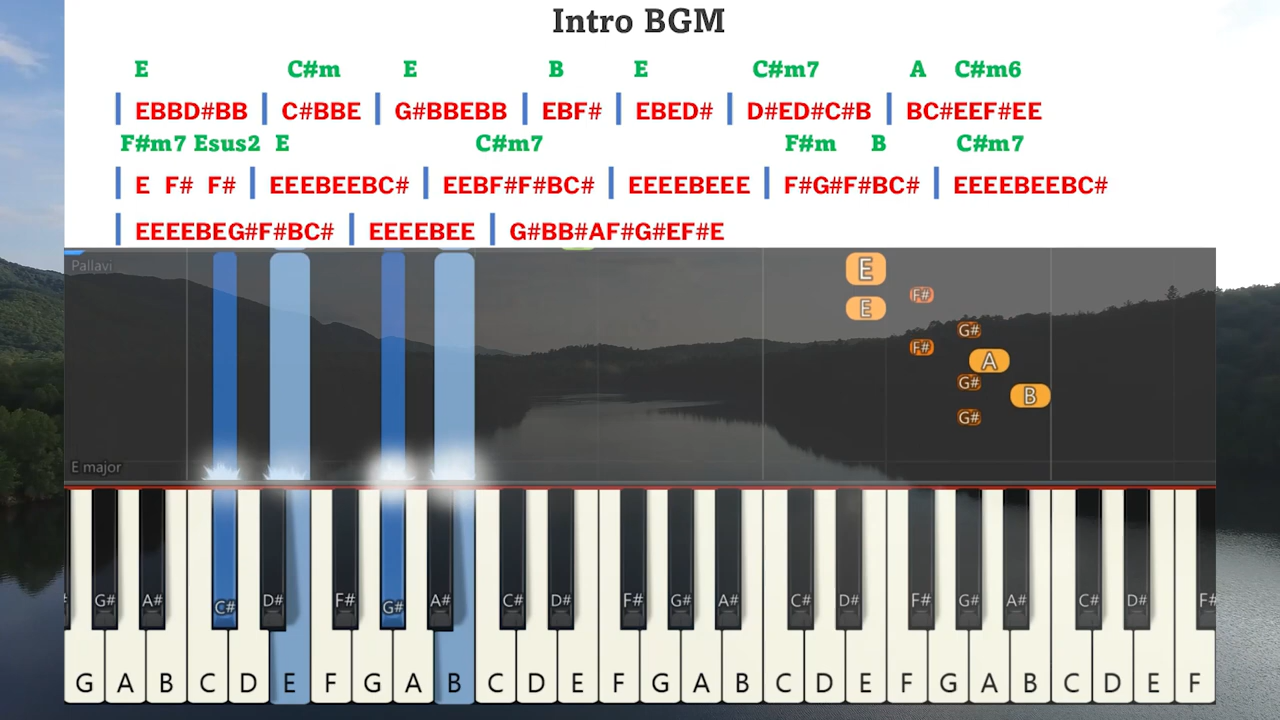 Intro BGM
E C#m E B E C#m7 A C#m6
| EBBD#BB | C#BBE | G#BBEBB | EBF# | EBED# | D#ED#C#B | BC#EEF#EE
F#m7 Esus2 E C#m7 F#m B C#m7
| E F# F# | EEEBEEBC# | EEBF#F#BC# | EEEEBEEE | F#G#F#BC# | EEEEBEEBC#
| EEEEBEG#F#BC# | EEEEBEE | G#BB#AF#G#EF#E
Pallavi
E
F#
E
G#
F#
A
G#
B
G#
E major
G# A# C# D# F# G# A# C# D# F# G# A# C# D# F# G# A# C# D# F#
G A B C D E F G A B C D E F G A B C D E F G A B C D E F